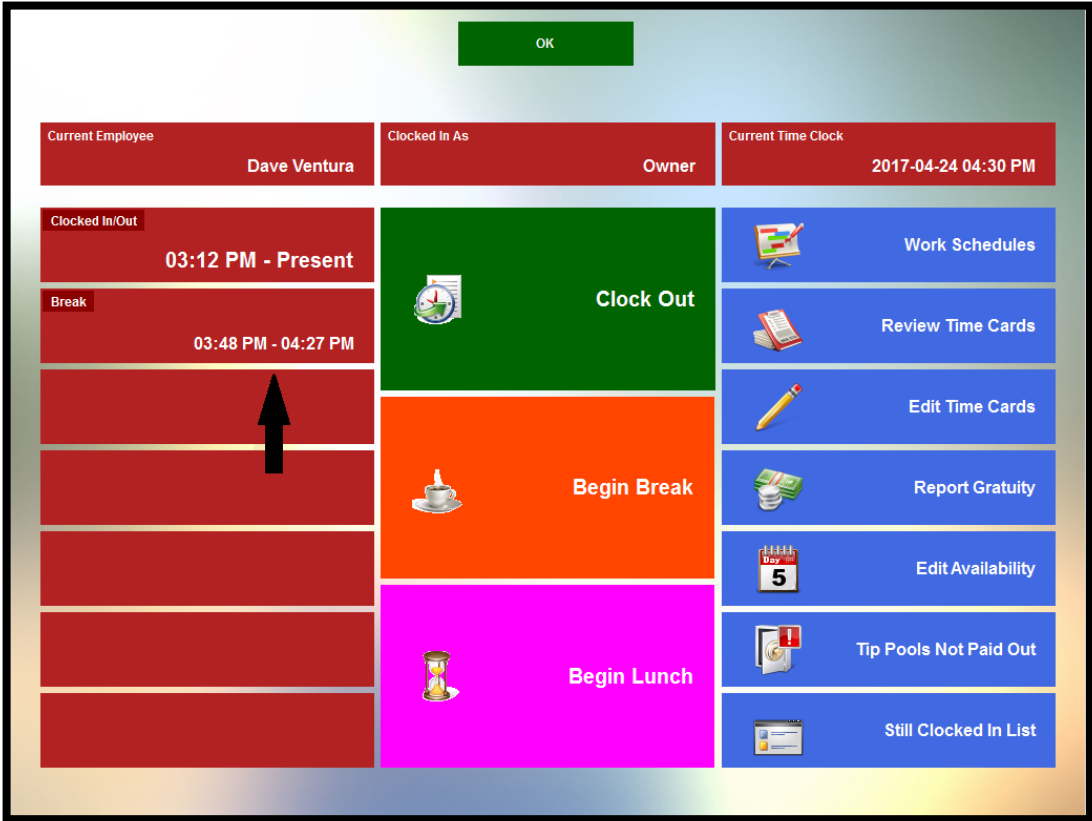 OK
Current Employee
Dave Ventura
Clocked In As
Owner
Current Time Clock
2017-04-24 04:30 PM
Clocked In/Out
03:12 PM - Present
Break
03:48 PM - 04:27 PM
Clock Out
Begin Break
Begin Lunch
Work Schedules
Review Time Cards
Edit Time Cards
Report Gratuity
Day
5
Edit Availability
Tip Pools Not Paid Out
Still Clocked In List